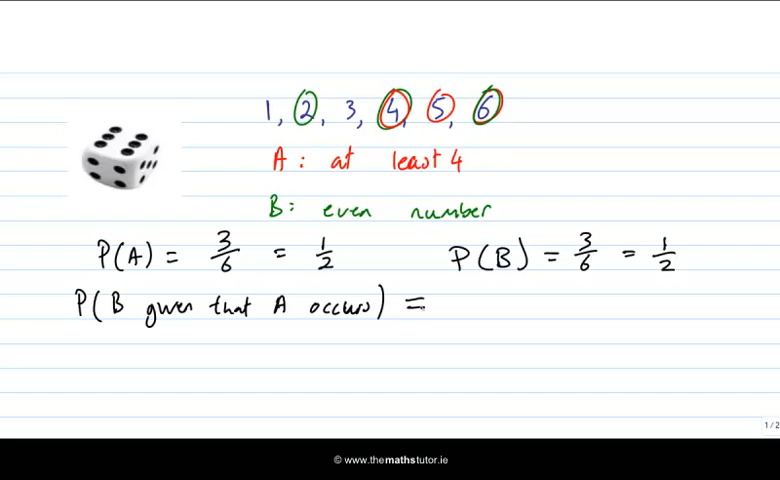 1, 2, 3, 4, 5, 6
A: at least 4
B: even number
P(A) = 3/6 = 1/2 P(B) = 3/6 = 1/2
P(B given that A occurs) =
1/2
© www.themathstutor.ie